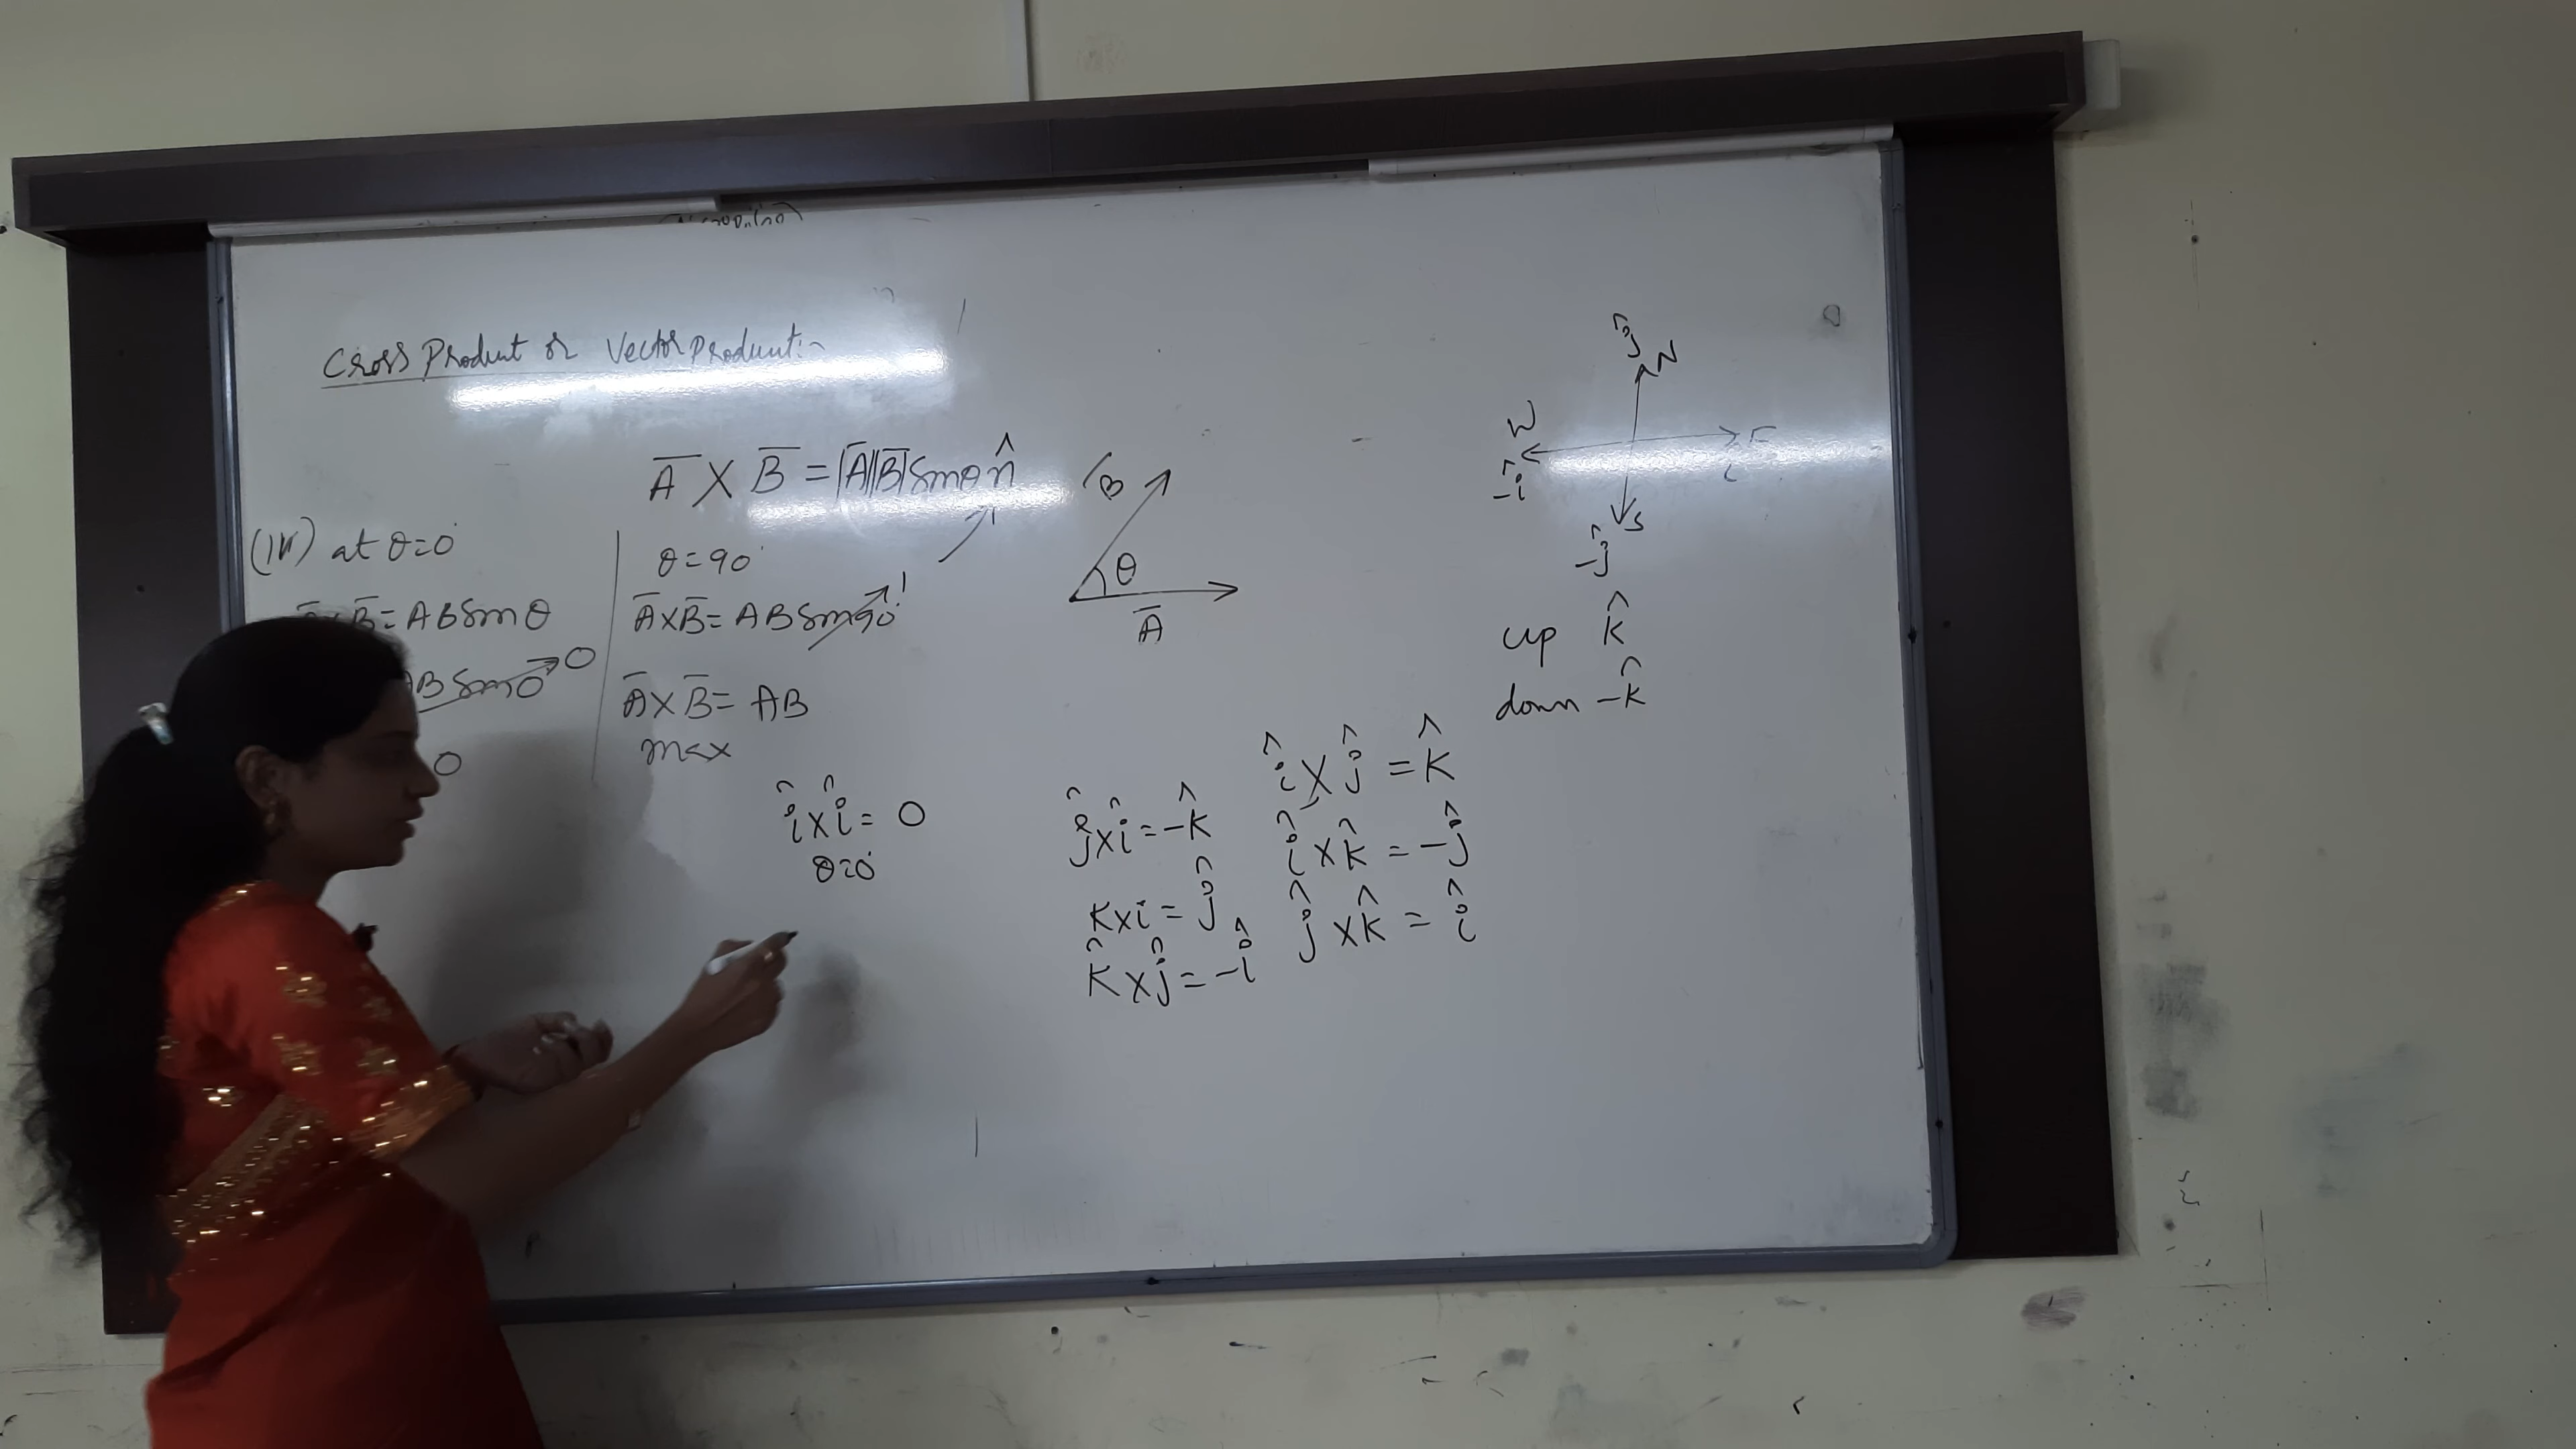 Cross Product or Vector product:-
A̅ X B̅ = |A̅||B̅| Sinθ n̂
B
θ
A̅
(IV) at θ=0°
B̅ = AB Sinθ
AB Sin0 0
0
θ = 90°
A̅ x B̅ = AB Sin90° 1
A̅ x B̅ = AB
max
î x î = 0
θ=0°
ĵ x î = -k̂
k x i = ĵ
k̂ x ĵ = -î
î X ĵ = k̂
î x k̂ = -ĵ
ĵ x k̂ = î
ĵ
N
W
E
-î
i
S
-ĵ
up k̂
down -k̂